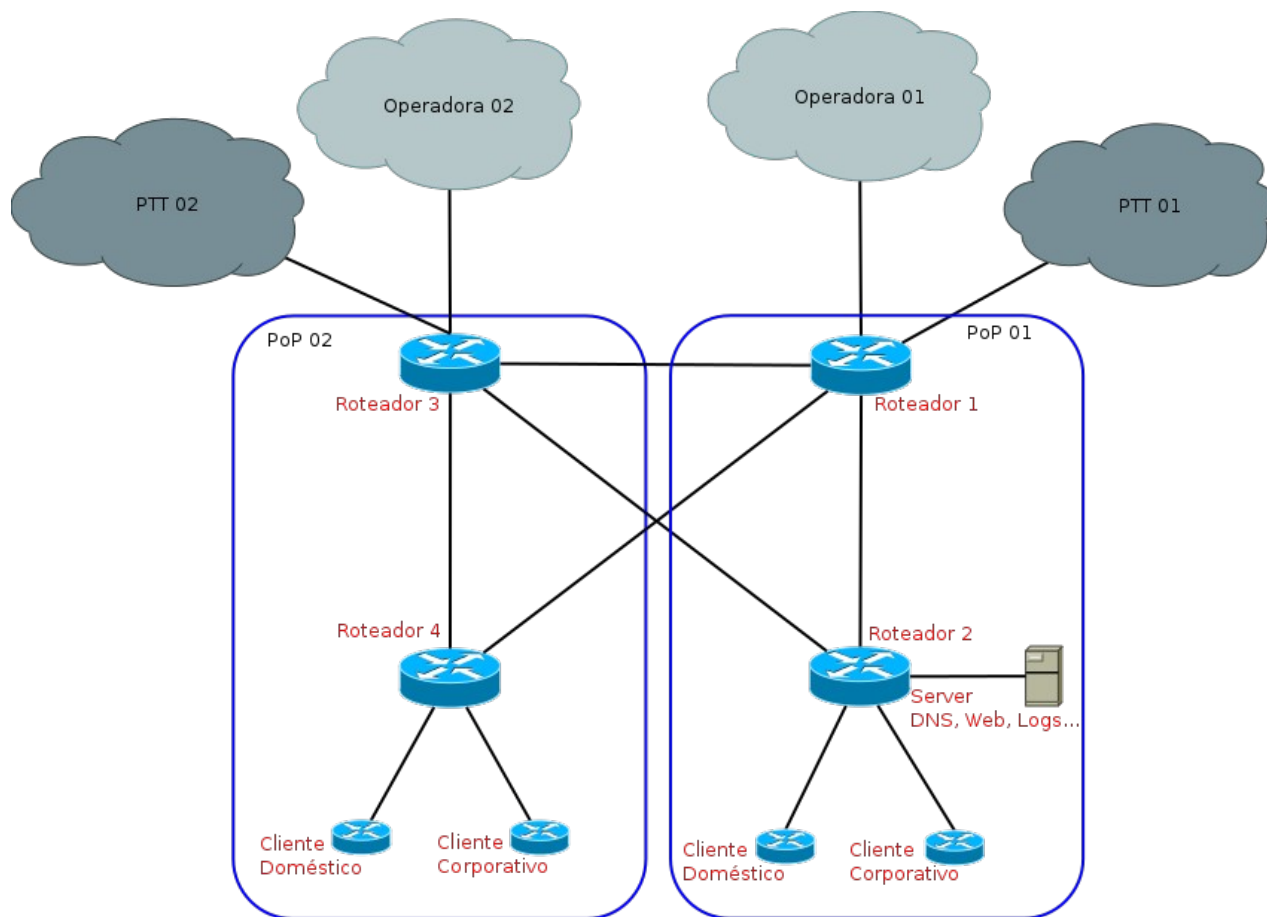 Operadora 02
Operadora 01
PTT 02
PTT 01
PoP 02
PoP 01
Roteador 3
Roteador 1
Roteador 4
Roteador 2
Server
DNS, Web, Logs...
Cliente
Doméstico
Cliente
Corporativo
Cliente
Doméstico
Cliente
Corporativo